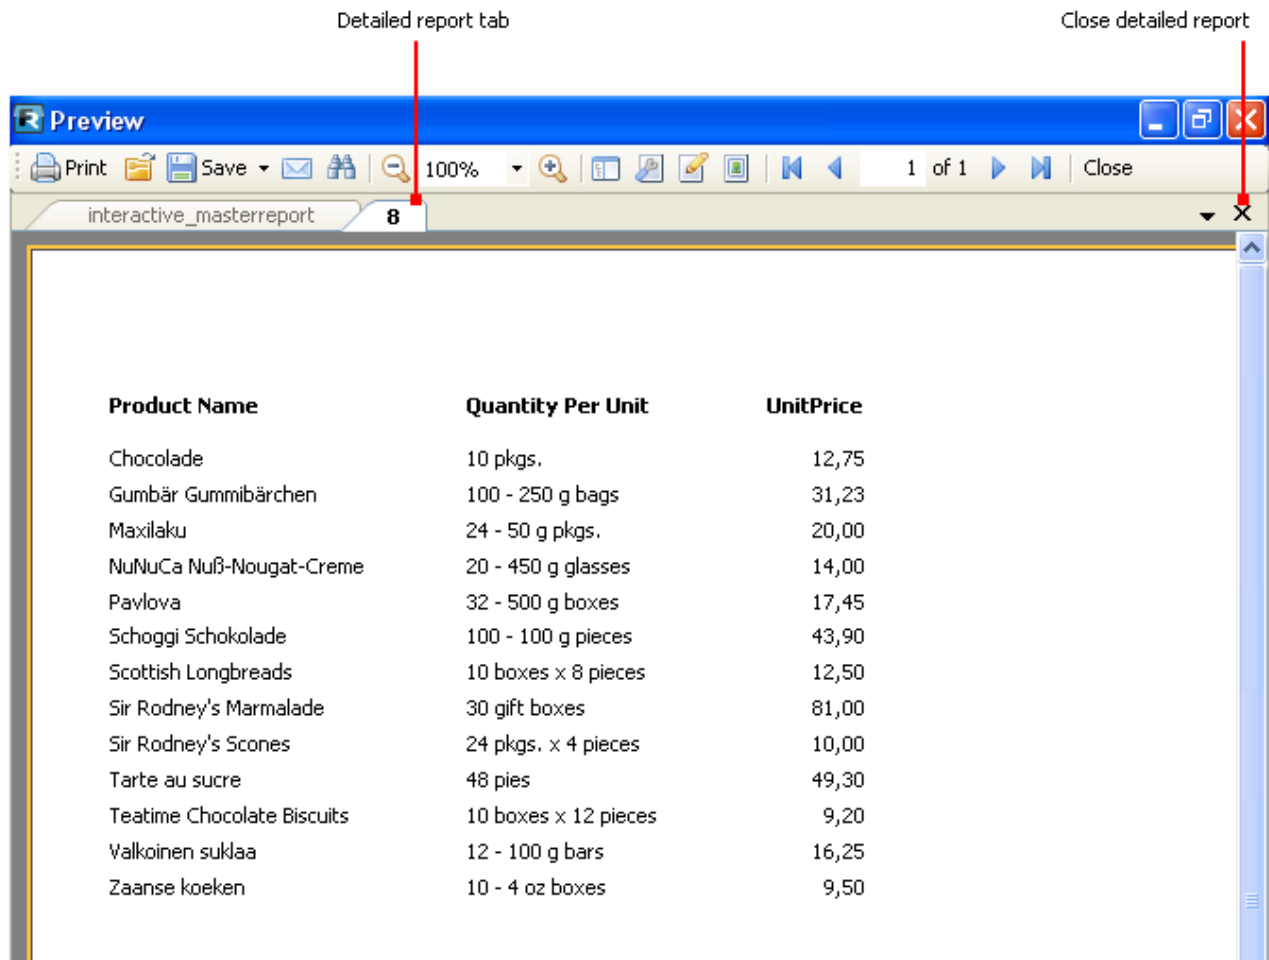 Detailed report tab Close detailed report
Preview
Print Save 100% 1 of 1 Close
interactive_masterreport 8
Product Name Quantity Per Unit UnitPrice
Chocolade 10 pkgs. 12,75
Gumbär Gummibärchen 100 - 250 g bags 31,23
Maxilaku 24 - 50 g pkgs. 20,00
NuNuCa Nuß-Nougat-Creme 20 - 450 g glasses 14,00
Pavlova 32 - 500 g boxes 17,45
Schoggi Schokolade 100 - 100 g pieces 43,90
Scottish Longbreads 10 boxes x 8 pieces 12,50
Sir Rodney's Marmalade 30 gift boxes 81,00
Sir Rodney's Scones 24 pkgs. x 4 pieces 10,00
Tarte au sucre 48 pies 49,30
Teatime Chocolate Biscuits 10 boxes x 12 pieces 9,20
Valkoinen suklaa 12 - 100 g bars 16,25
Zaanse koeken 10 - 4 oz boxes 9,50